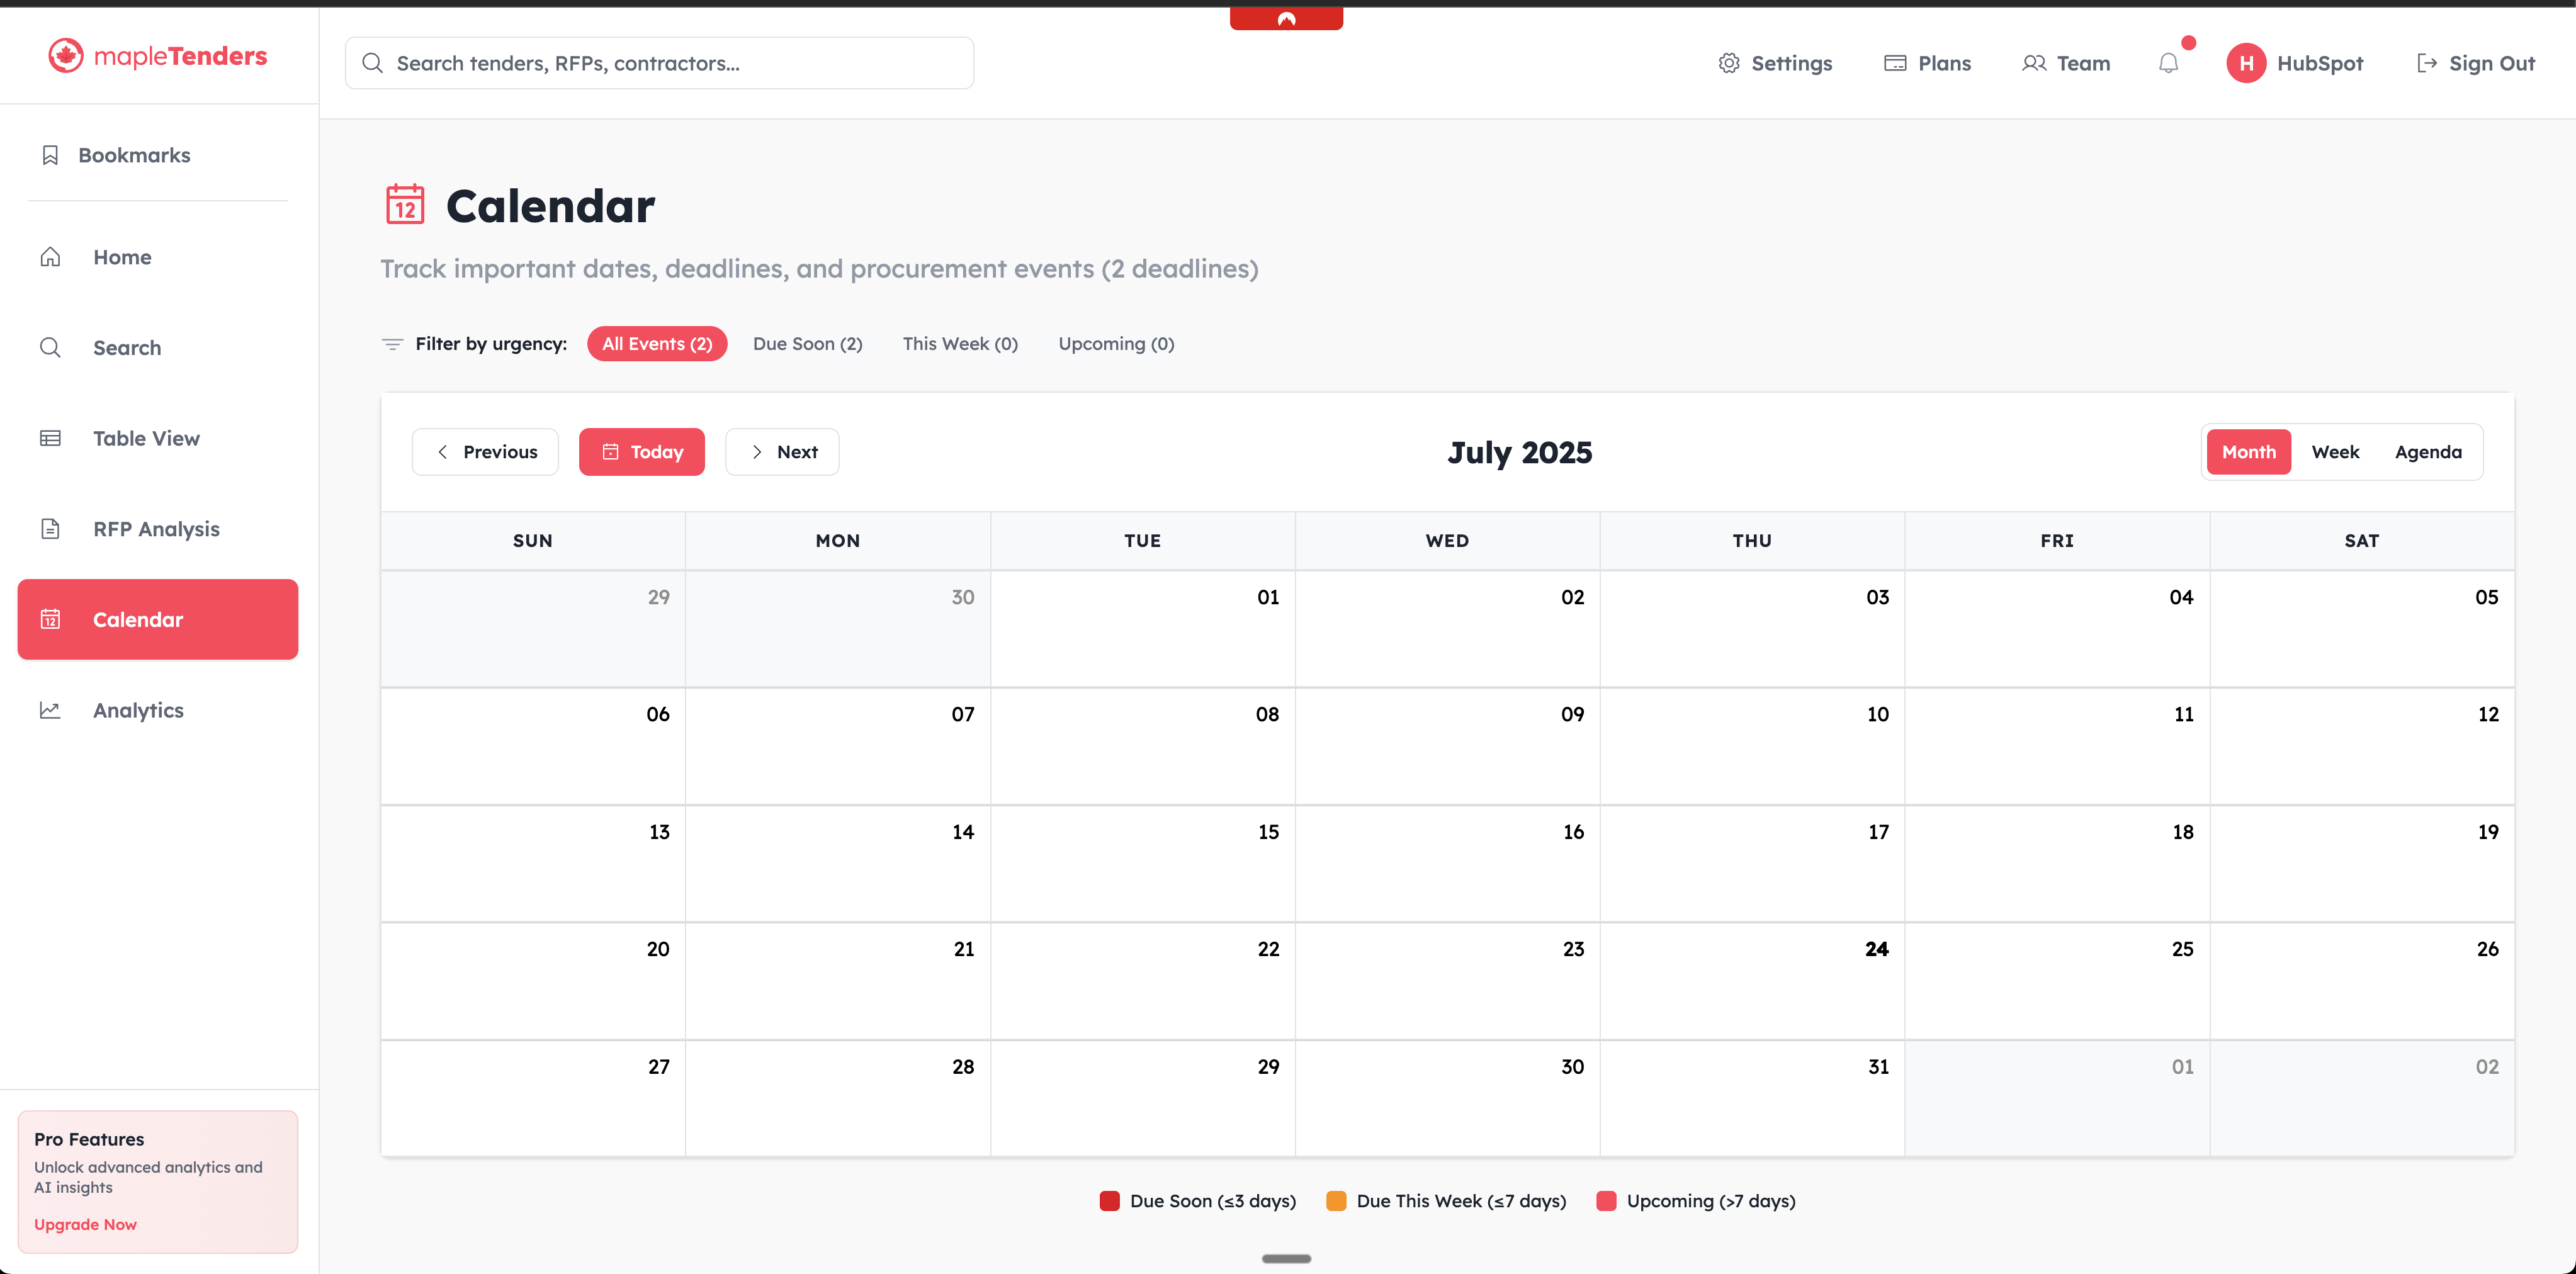 mapleTenders
Search tenders, RFPs, contractors...
Settings
Plans
Team
H
HubSpot
Sign Out
Bookmarks
Home
Search
Table View
RFP Analysis
12
Calendar
Analytics
Pro Features
Unlock advanced analytics and
AI insights
Upgrade Now
12
Calendar
Track important dates, deadlines, and procurement events (2 deadlines)
Filter by urgency:
All Events (2)
Due Soon (2)
This Week (0)
Upcoming (0)
Previous
Today
Next
July 2025
Month
Week
Agenda
SUN MON TUE WED THU FRI SAT
29 30 01 02 03 04 05
06 07 08 09 10 11 12
13 14 15 16 17 18 19
20 21 22 23 24 25 26
27 28 29 30 31 01 02
Due Soon (≤3 days)
Due This Week (≤7 days)
Upcoming (>7 days)